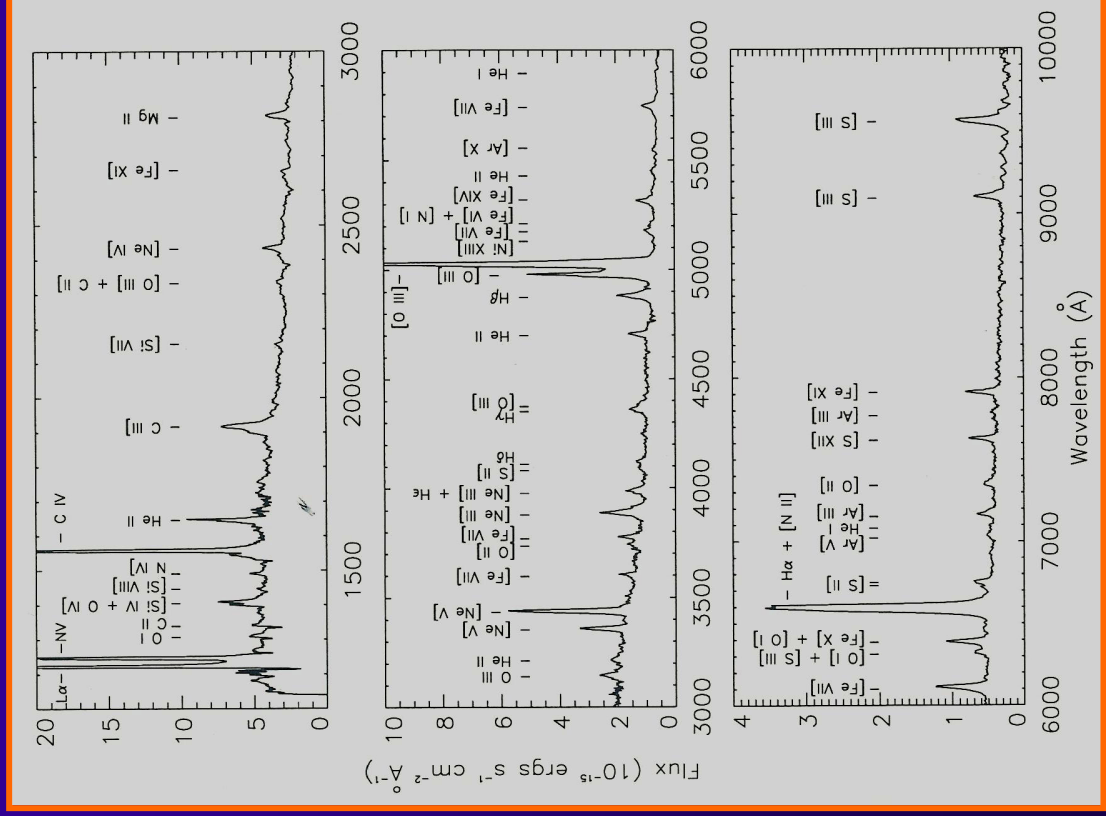 20
15
10
5
0
Lα
NV
O I
C II
[Si IV + O IV]
[Si VIII]
N IV]
C IV
He II
C III]
[Si VII]
[O III] + C II]
[Ne IV]
[Fe XI]
Mg II
1500
2000
2500
3000
Flux (10⁻¹⁵ ergs s⁻¹ cm⁻² Å⁻¹)
10
8
6
4
2
0
O III
He II
[Ne V]
[Ne V]
[Fe VII]
[O II]
[Fe VII]
[Ne III]
[Ne III] + Hε
[S II]
Hδ
Hγ
[O III]
He II
Hβ
[O III]
[O III]
[Ni XIII]
[Fe VII]
[Fe VI] + [N I]
[Fe XIV]
He II
[Ar X]
[Fe VII]
He I
3000
3500
4000
4500
5000
5500
6000
4
3
2
1
0
[Fe VII]
[O I] + [S III]
[Fe X] + [O I]
Hα + [N II]
[S II]
[Ar V]
He I
[Ar III]
[O II]
[S XII]
[Ar III]
[Fe XI]
[S III]
[S III]
6000
7000
8000
9000
10000
Wavelength (Å)